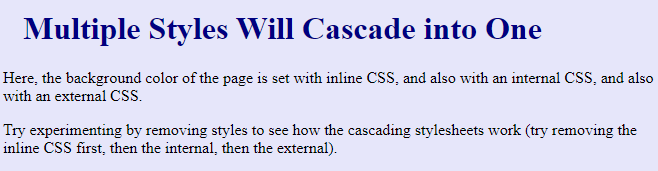 Multiple Styles Will Cascade into One
Here, the background color of the page is set with inline CSS, and also with an internal CSS, and also
with an external CSS.
Try experimenting by removing styles to see how the cascading stylesheets work (try removing the
inline CSS first, then the internal, then the external).